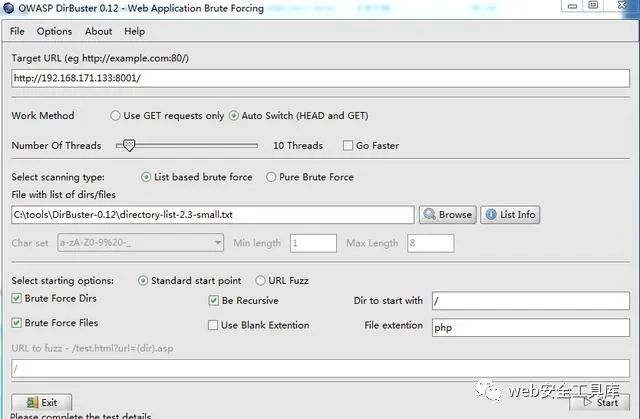 OWASP DirBuster 0.12 - Web Application Brute Forcing
File Options About Help
Target URL (eg http://example.com:80/)
http://192.168.171.133:8001/
Work Method Use GET requests only Auto Switch (HEAD and GET)
Number Of Threads 10 Threads Go Faster
Select scanning type: List based brute force Pure Brute Force
File with list of dirs/files
C:\tools\DirBuster-0.12\directory-list-2.3-small.txt Browse List Info
Char set a-zA-Z0-9%20-_ Min length 1 Max Length 8
Select starting options: Standard start point URL Fuzz
Brute Force Dirs Be Recursive Dir to start with /
Brute Force Files Use Blank Extention File extention php
URL to fuzz - /test.html?url={dir}.asp
/
Exit Start
web安全工具库
Please complete the test details